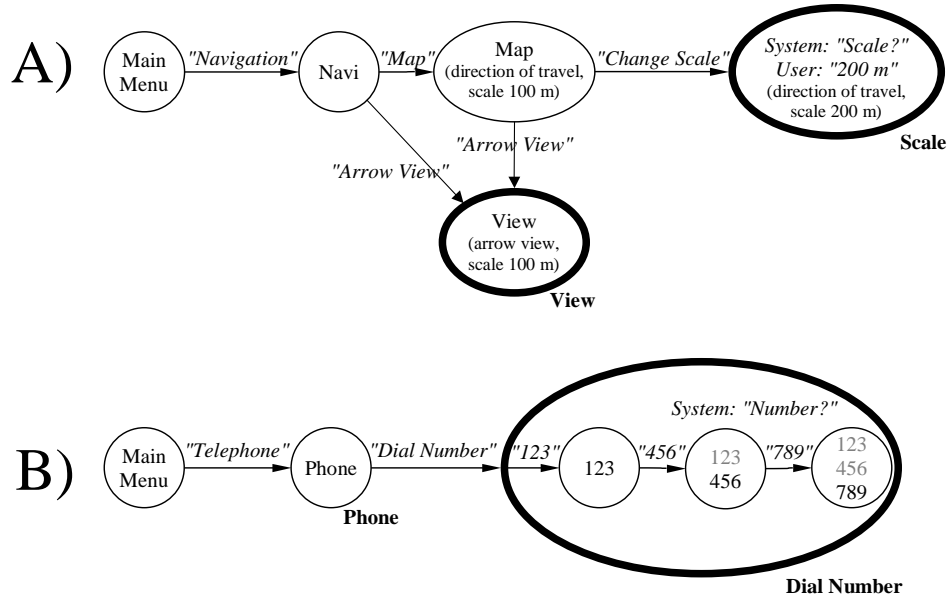 A)
Main
Menu
"Navigation"
Navi
"Map"
Map
(direction of travel,
scale 100 m)
"Change Scale"
System: "Scale?"
User: "200 m"
(direction of travel,
scale 200 m)
Scale
"Arrow View"
"Arrow View"
View
(arrow view,
scale 100 m)
View
B)
Main
Menu
"Telephone"
Phone
Phone
"Dial Number"
System: "Number?"
"123"
123
"456"
123
456
"789"
123
456
789
Dial Number